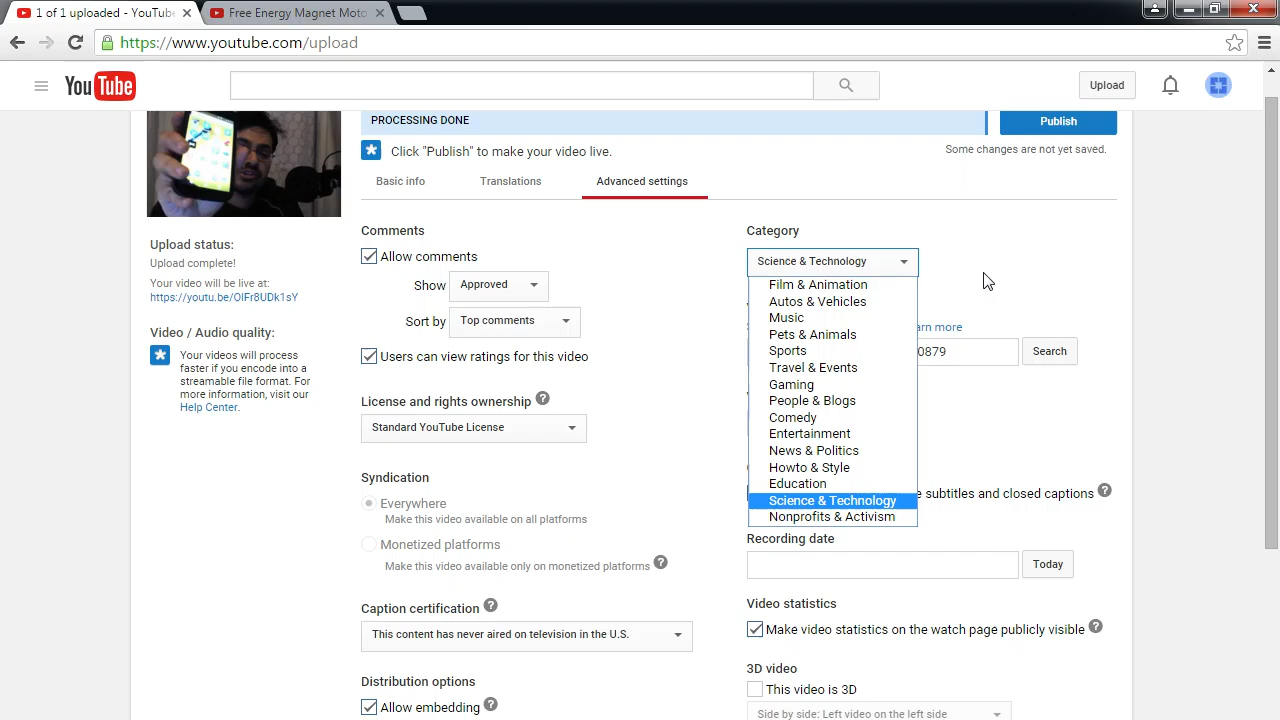 1 of 1 uploaded - YouTu
Free Energy Magnet Moto
https://www.youtube.com/upload
YouTube
Upload
PROCESSING DONE
Publish
Click "Publish" to make your video live.
Some changes are not yet saved.
Basic info
Translations
Advanced settings
Upload status:
Upload complete!
Your video will be live at:
https://youtu.be/OlFr8UDk1sY
Video / Audio quality:
Your videos will process
faster if you encode into a
streamable file format. For
more information, visit our
Help Center.
Comments
Allow comments
Show
Approved
Sort by
Top comments
Users can view ratings for this video
License and rights ownership
Standard YouTube License
Syndication
Everywhere
Make this video available on all platforms
Monetized platforms
Make this video available only on monetized platforms
Caption certification
This content has never aired on television in the U.S.
Distribution options
Allow embedding
Category
Science & Technology
Film & Animation
Autos & Vehicles
Music
Pets & Animals
Sports
Travel & Events
Gaming
People & Blogs
Comedy
Entertainment
News & Politics
Howto & Style
Education
Science & Technology
Nonprofits & Activism
arn more
0879
Search
e subtitles and closed captions
Recording date
Today
Video statistics
Make video statistics on the watch page publicly visible
3D video
This video is 3D
Side by side: Left video on the left side